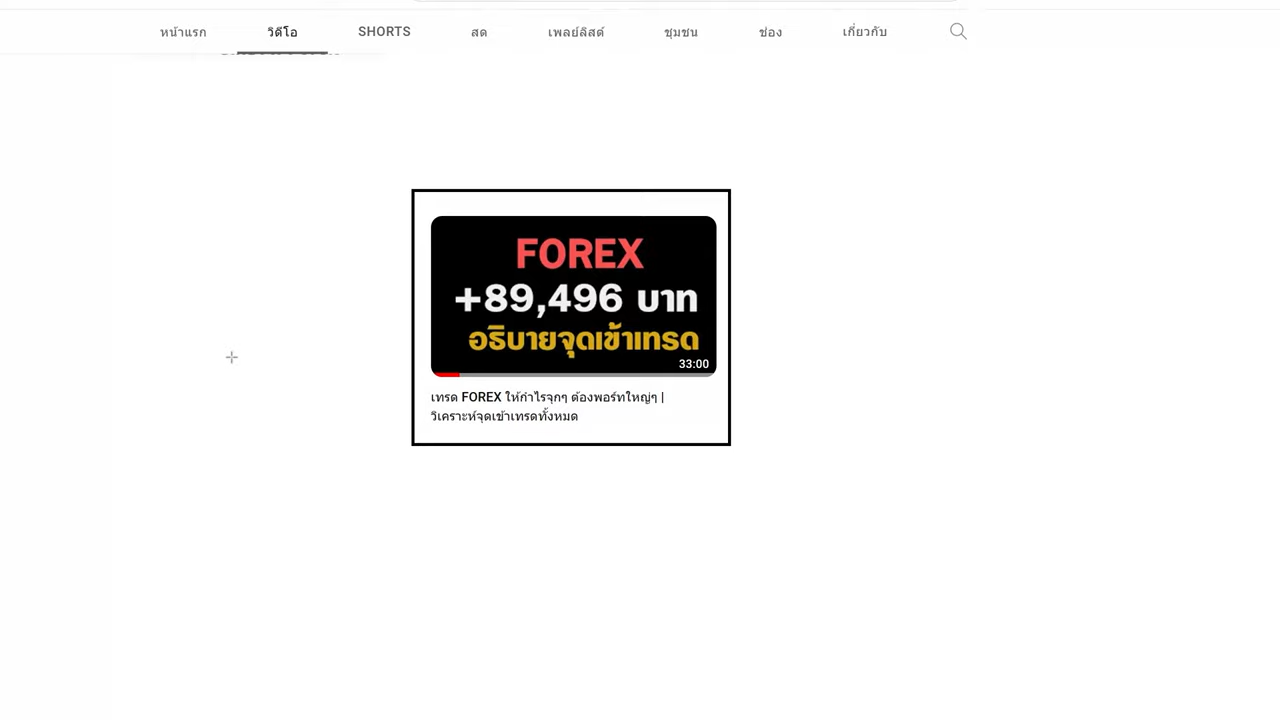 หน้าแรก วิดีโอ SHORTS สด เพลย์ลิสต์ ชุมชน ช่อง เกี่ยวกับ
FOREX
+89,496 บาท
อธิบายจุดเข้าเทรด
33:00
เทรด FOREX ให้กำไรจุกๆ ต้องพอร์ทใหญ่ๆ |
วิเคราะห์จุดเข้าเทรดทั้งหมด